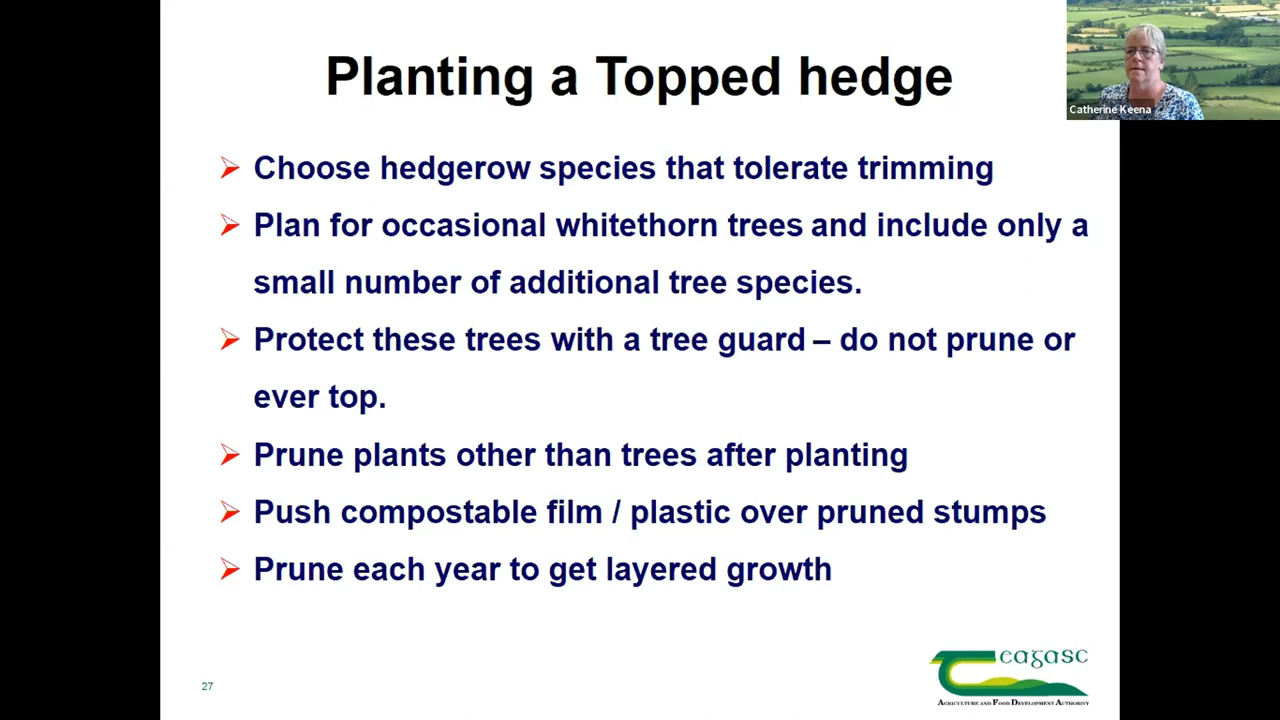 Planting a Topped hedge
Catherine Keena
Choose hedgerow species that tolerate trimming
Plan for occasional whitethorn trees and include only a
small number of additional tree species.
Protect these trees with a tree guard – do not prune or
ever top.
Prune plants other than trees after planting
Push compostable film / plastic over pruned stumps
Prune each year to get layered growth
27
Teagasc
AGRICULTURE AND FOOD DEVELOPMENT AUTHORITY